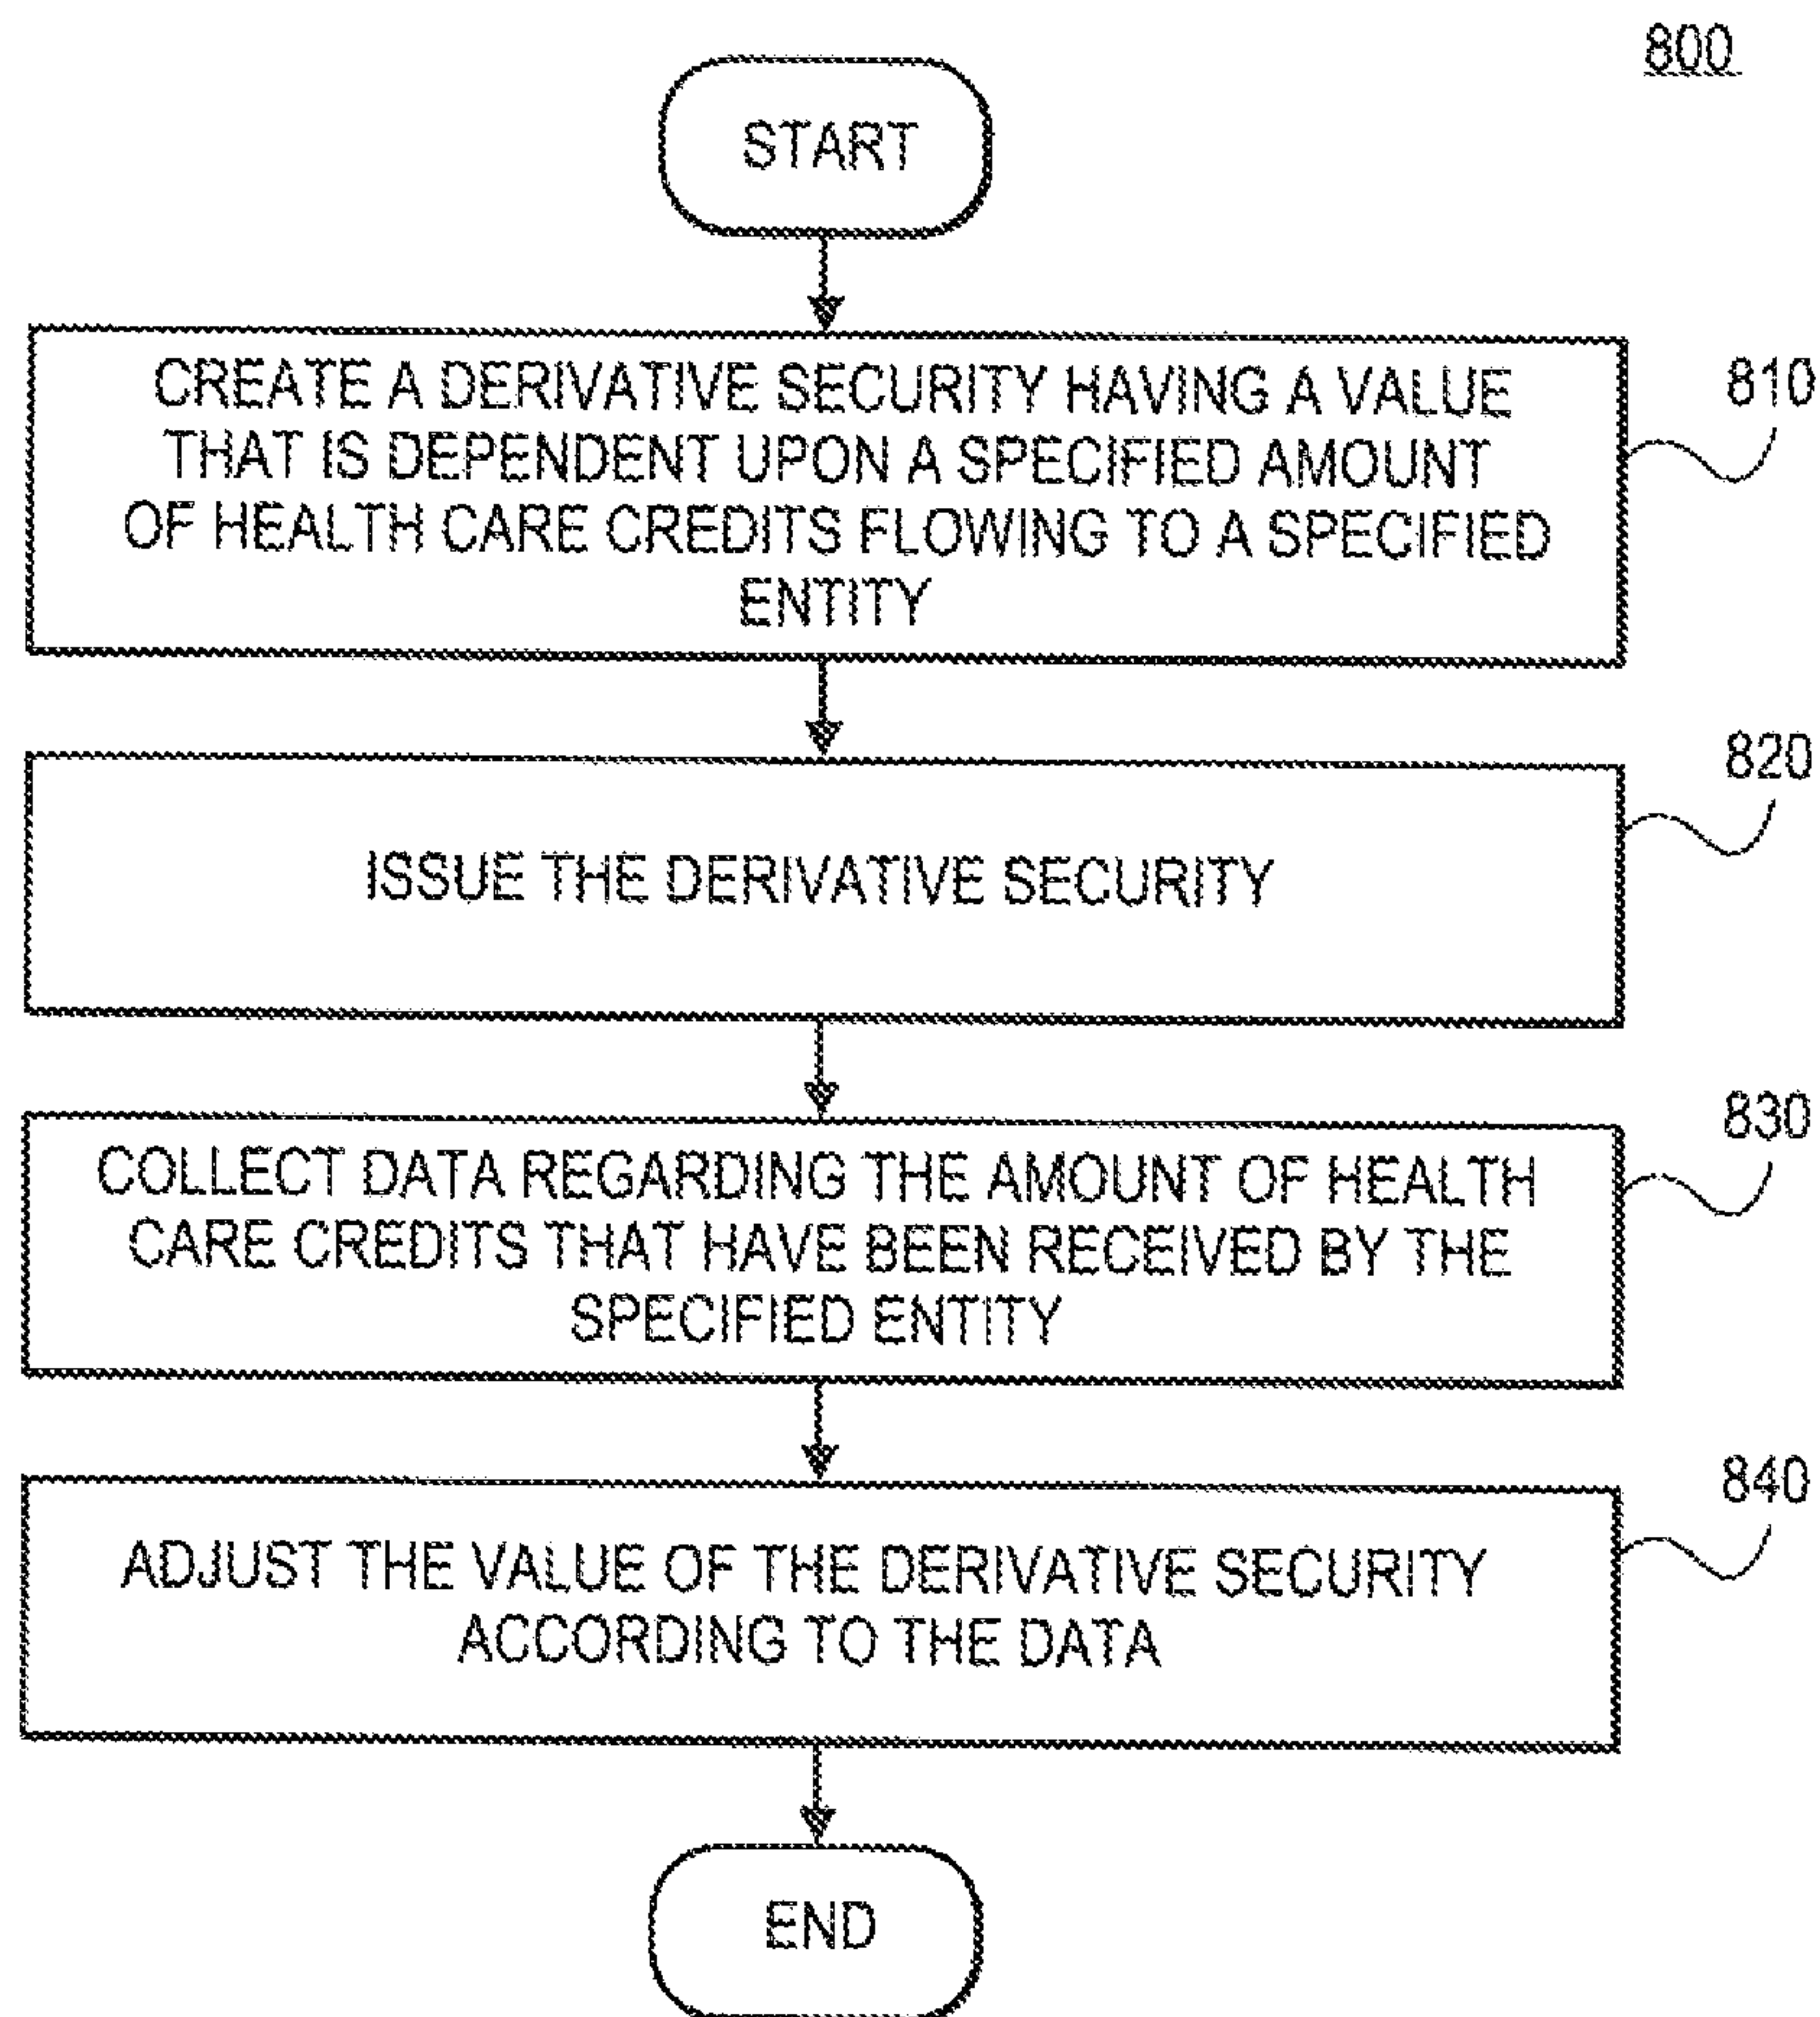 800
START
CREATE A DERIVATIVE SECURITY HAVING A VALUE
THAT IS DEPENDENT UPON A SPECIFIED AMOUNT
OF HEALTH CARE CREDITS FLOWING TO A SPECIFIED
ENTITY
810
ISSUE THE DERIVATIVE SECURITY
820
COLLECT DATA REGARDING THE AMOUNT OF HEALTH
CARE CREDITS THAT HAVE BEEN RECEIVED BY THE
SPECIFIED ENTITY
830
ADJUST THE VALUE OF THE DERIVATIVE SECURITY
ACCORDING TO THE DATA
840
END